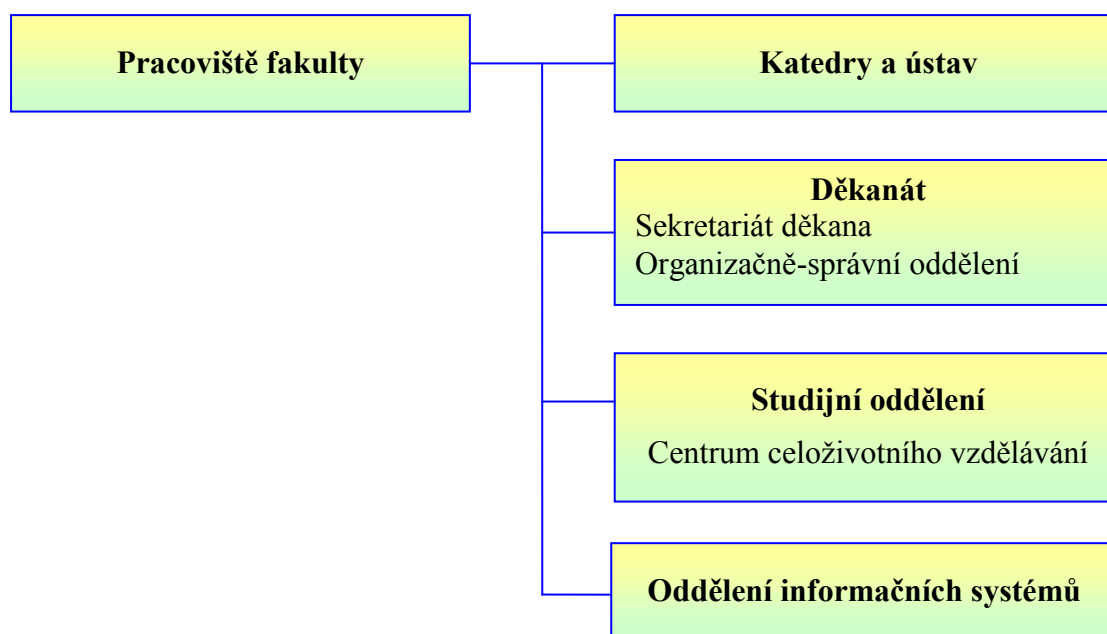 Pracoviště fakulty
Katedry a ústav
Děkanát
Sekretariát děkana
Organizačně-správní oddělení
Studijní oddělení
Centrum celoživotního vzdělávání
Oddělení informačních systémů